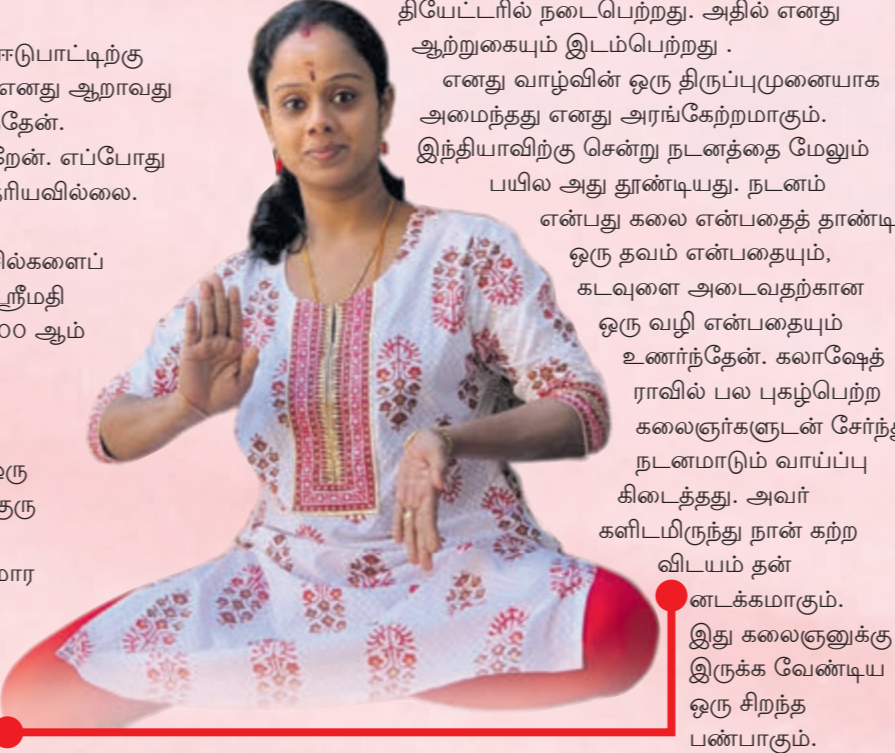 ஈடுபாட்டிற்கு
எனது ஆறாவது
எப்போது
ஆம்
தியேட்டரில் நடைபெற்றது. அதில் எனது
ஆற்றுகையும் இடம்பெற்றது .
எனது வாழ்வின் ஒரு திருப்புமுனையாக
அமைந்தது எனது அரங்கேற்றமாகும்.
இந்தியாவிற்கு சென்று நடனத்தை மேலும்
பயில அது தூண்டியது. நடனம்
என்பது கலை என்பதைத் தாண்டி
ஒரு தவம் என்பதையும்,
கடவுளை அடைவதற்கான
ஒரு வழி என்பதையும்
உணர்ந்தேன். கலாஷேத்
ராவில் பல புகழ்பெற்ற
கலைஞர்களுடன்
நடனமாடும் வாய்ப்பு
கிடைத்தது. அவர்
களிடமிருந்து நான் கற்ற
விடயம் தன்
னடக்கமாகும்.
இது கலைஞனுக்கு
இருக்க வேண்டிய
ஒரு சிறந்த
பண்பாகும்.